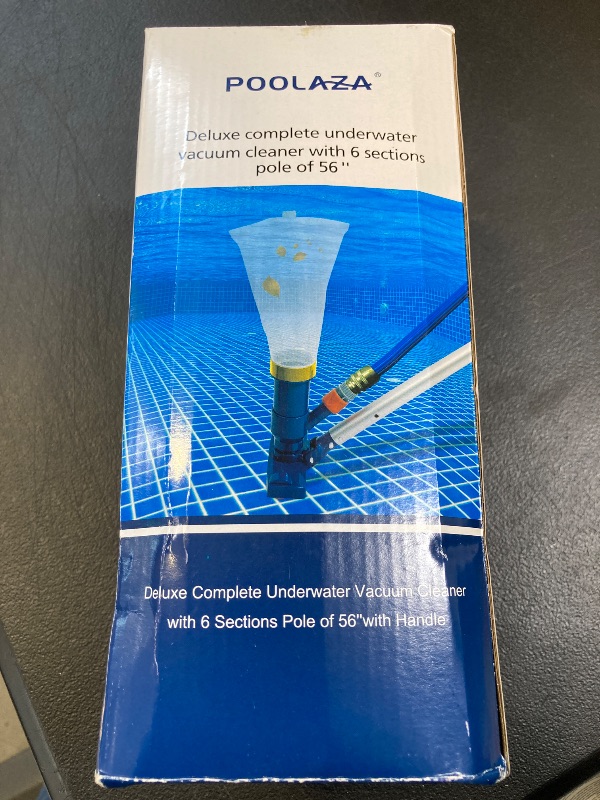 POOLAZA®
Deluxe complete underwater
vacuum cleaner with 6 sections
pole of 56''
Deluxe Complete Underwater Vacuum Cleaner
with 6 Sections Pole of 56"with Handle